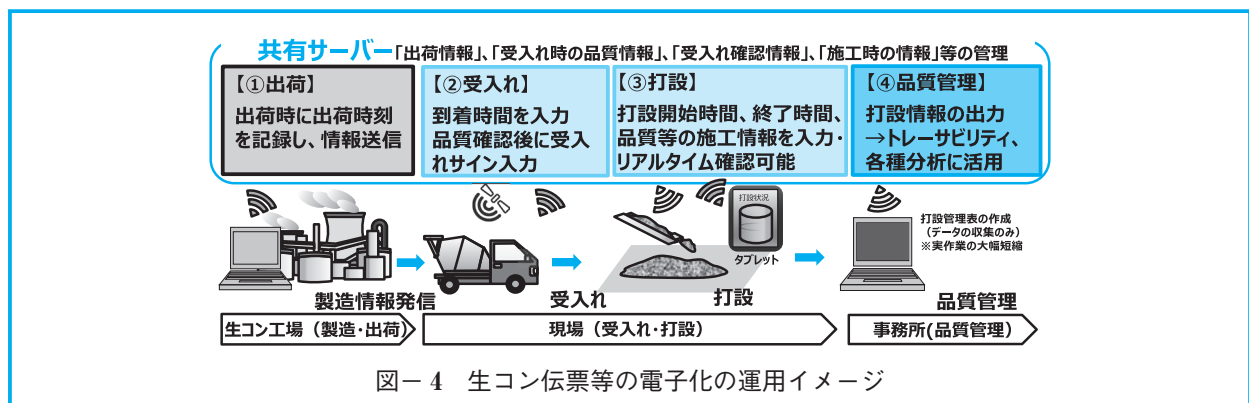 共有サーバー「出荷情報」、「受入れ時の品質情報」、「受入れ確認情報」、「施工時の情報」等の管理
【①出荷】
出荷時に出荷時刻
を記録し、情報送信
【②受入れ】
到着時間を入力
品質確認後に受入
れサイン入力
【③打設】
打設開始時間、終了時間、
品質等の施工情報を入力・
リアルタイム確認可能
【④品質管理】
打設情報の出力
→トレーサビリティ、
各種分析に活用
打設状況
タブレット
打設管理表の作成
（データの収集のみ）
※実作業の大幅短縮
製造情報発信
受入れ
打設
品質管理
生コン工場（製造・出荷）
現場（受入れ・打設）
事務所(品質管理）
図－4 生コン伝票等の電子化の運用イメージ